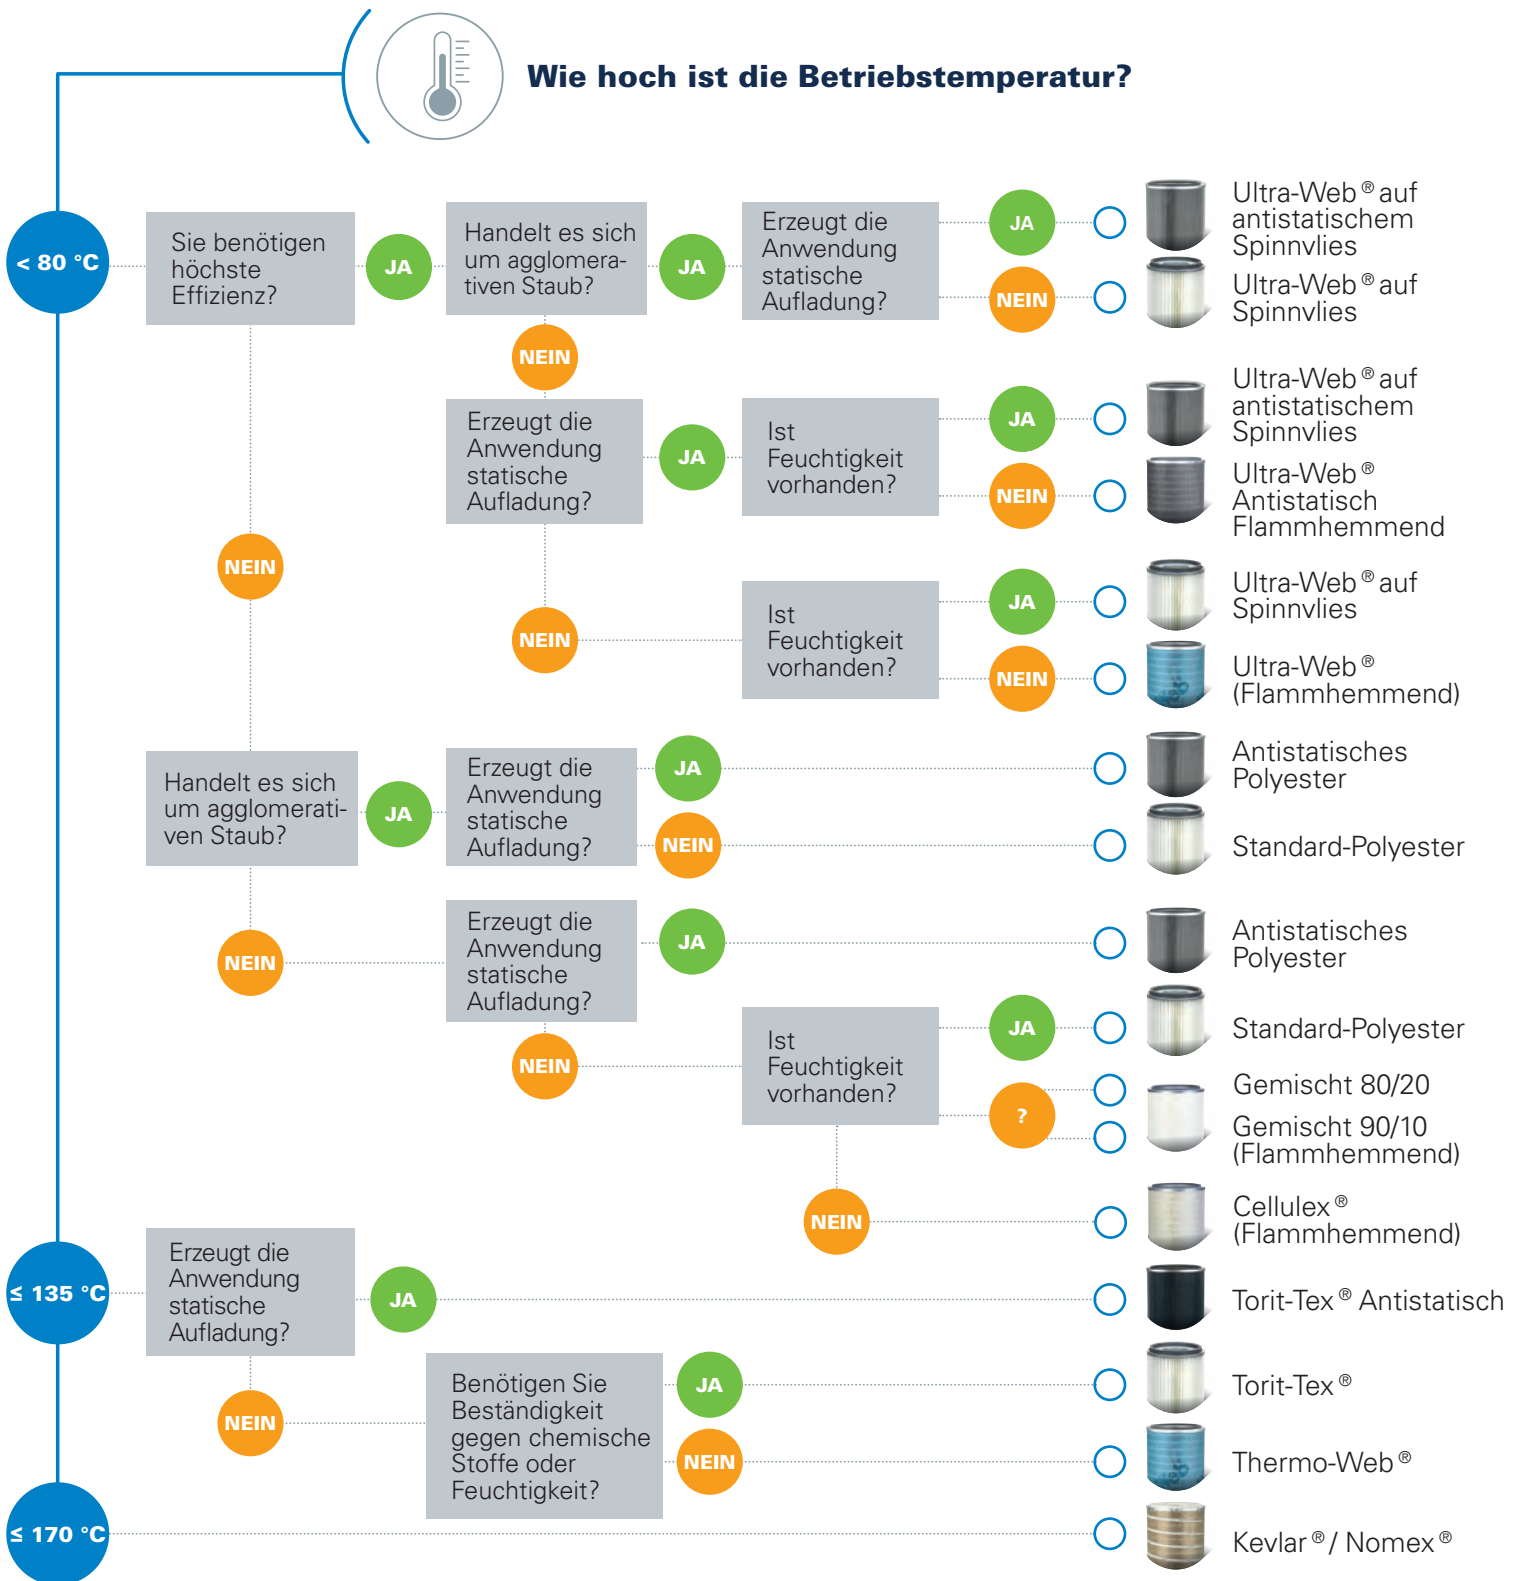 Wie hoch ist die Betriebstemperatur?
< 80 °C
Sie benötigen
höchste
Effizienz?
JA
Handelt es sich
um agglomera-
tiven Staub?
JA
Erzeugt die
Anwendung
statische
Aufladung?
JA
Ultra-Web® auf
antistatischem
Spinnvlies
NEIN
Ultra-Web® auf
Spinnvlies
NEIN
Erzeugt die
Anwendung
statische
Aufladung?
JA
Ist
Feuchtigkeit
vorhanden?
JA
Ultra-Web® auf
antistatischem
Spinnvlies
NEIN
Ultra-Web®
Antistatisch
Flammhemmend
NEIN
Ist
Feuchtigkeit
vorhanden?
JA
Ultra-Web® auf
Spinnvlies
NEIN
Ultra-Web®
(Flammhemmend)
NEIN
Handelt es sich
um agglomerati-
ven Staub?
JA
Erzeugt die
Anwendung
statische
Aufladung?
JA
Antistatisches
Polyester
NEIN
Standard-Polyester
NEIN
Erzeugt die
Anwendung
statische
Aufladung?
JA
Antistatisches
Polyester
NEIN
Ist
Feuchtigkeit
vorhanden?
JA
Standard-Polyester
?
Gemischt 80/20
Gemischt 90/10
(Flammhemmend)
NEIN
Cellulex®
(Flammhemmend)
≤ 135 °C
Erzeugt die
Anwendung
statische
Aufladung?
JA
Torit-Tex® Antistatisch
NEIN
Benötigen Sie
Beständigkeit
gegen chemische
Stoffe oder
Feuchtigkeit?
JA
Torit-Tex®
NEIN
Thermo-Web®
≤ 170 °C
Kevlar®/ Nomex®